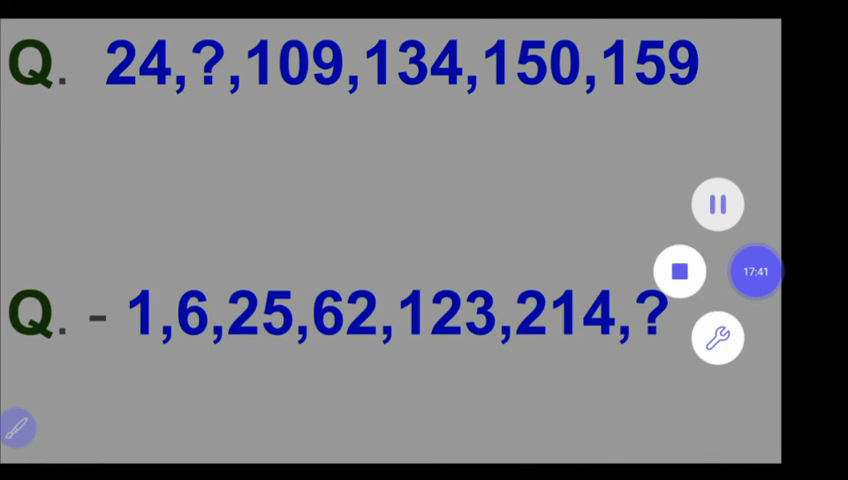 Q. 24,?,109,134,150,159
17:41
Q. - 1,6,25,62,123,214,?